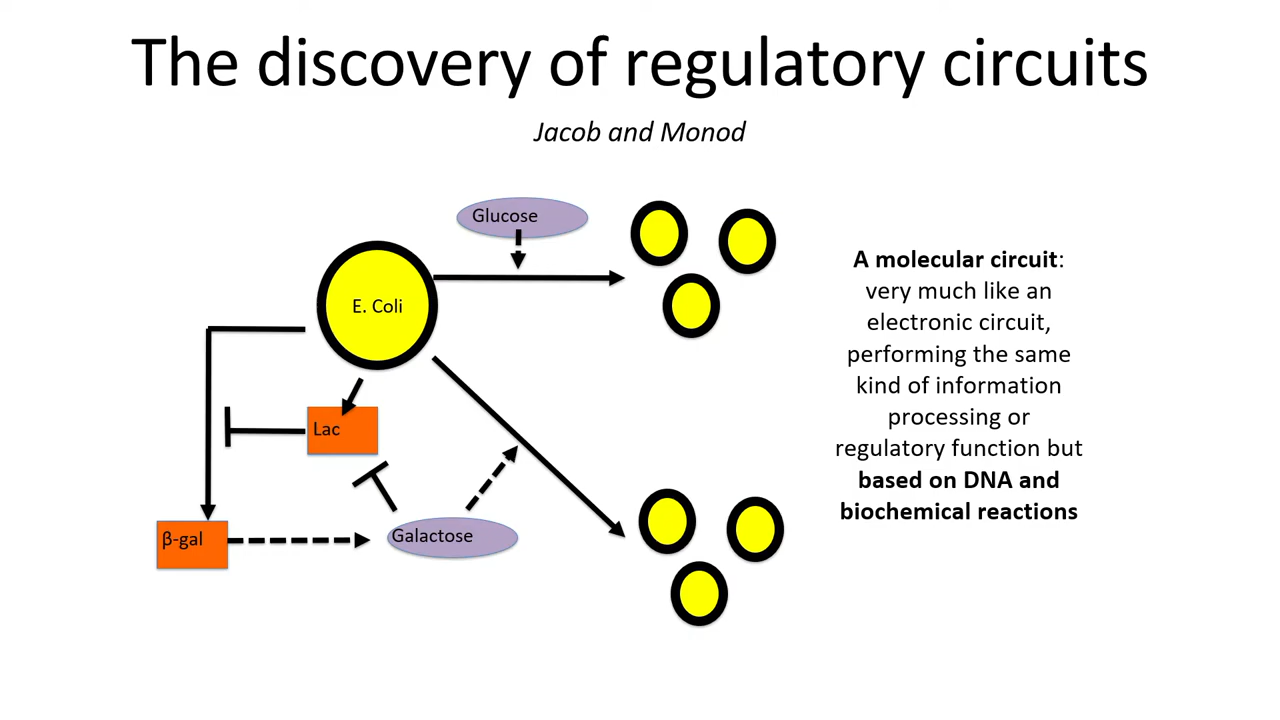 The discovery of regulatory circuits
Jacob and Monod
Glucose
E. Coli
Lac
β-gal
Galactose
A molecular circuit:
very much like an
electronic circuit,
performing the same
kind of information
processing or
regulatory function but
based on DNA and
biochemical reactions